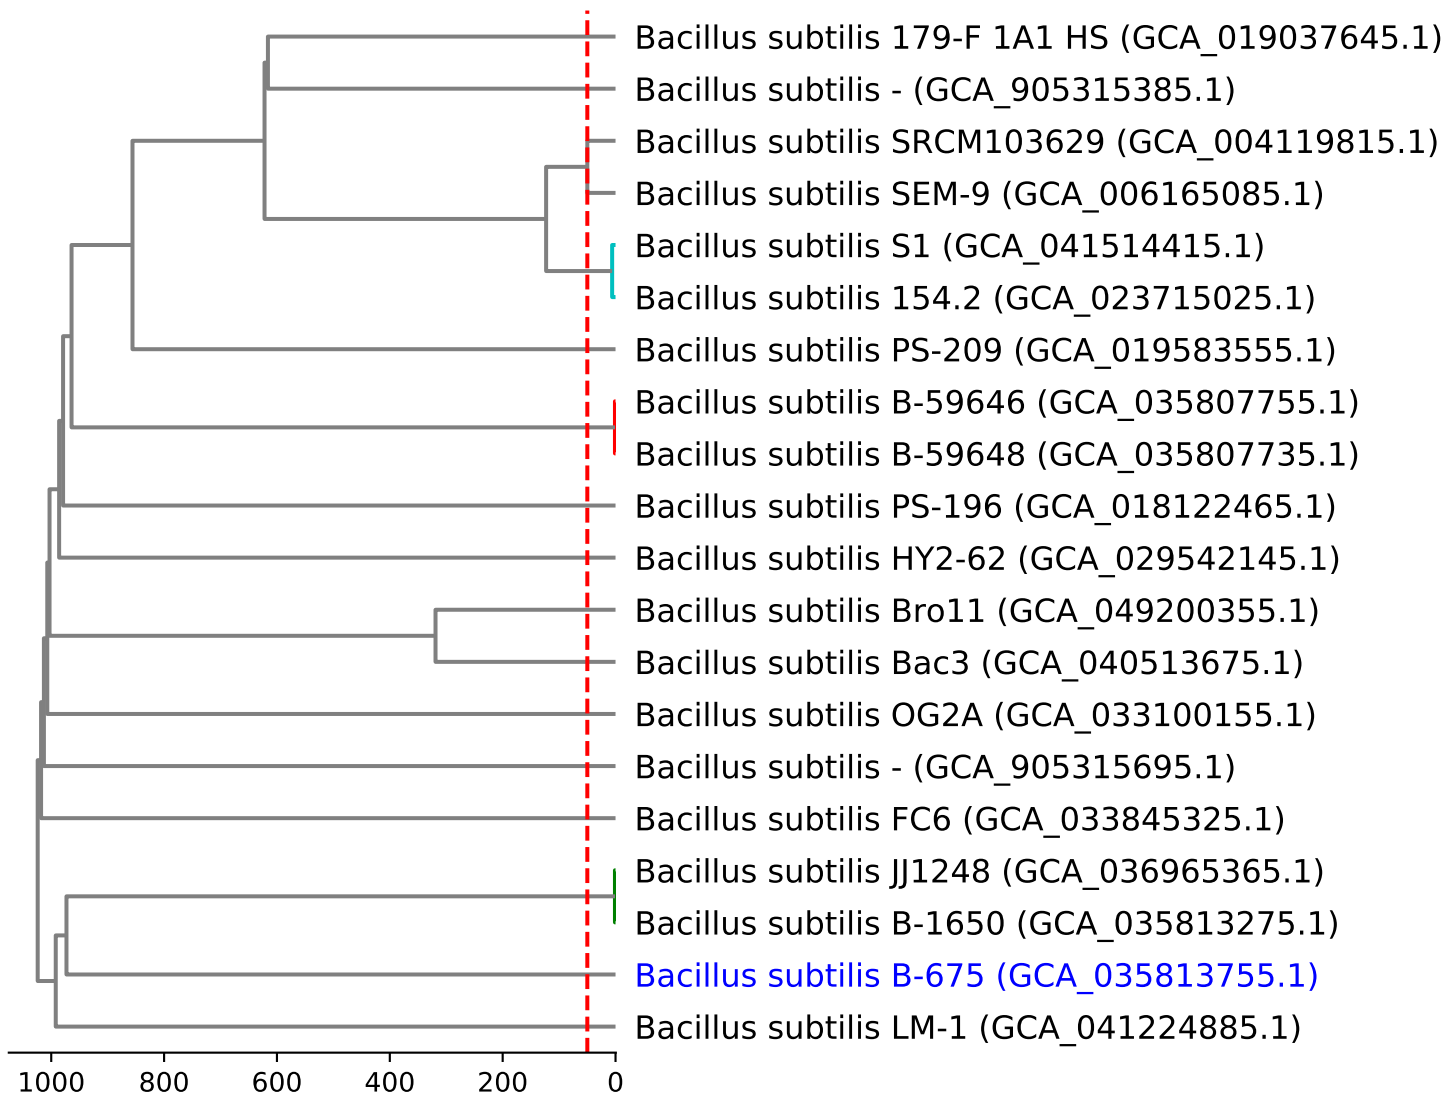 Bacillus subtilis 179-F 1A1 HS (GCA_019037645.1)
Bacillus subtilis - (GCA_905315385.1)
Bacillus subtilis SRCM103629 (GCA_004119815.1)
Bacillus subtilis SEM-9 (GCA_006165085.1)
Bacillus subtilis S1 (GCA_041514415.1)
Bacillus subtilis 154.2 (GCA_023715025.1)
Bacillus subtilis PS-209 (GCA_019583555.1)
Bacillus subtilis B-59646 (GCA_035807755.1)
Bacillus subtilis B-59648 (GCA_035807735.1)
Bacillus subtilis PS-196 (GCA_018122465.1)
Bacillus subtilis HY2-62 (GCA_029542145.1)
Bacillus subtilis Bro11 (GCA_049200355.1)
Bacillus subtilis Bac3 (GCA_040513675.1)
Bacillus subtilis OG2A (GCA_033100155.1)
Bacillus subtilis - (GCA_905315695.1)
Bacillus subtilis FC6 (GCA_033845325.1)
Bacillus subtilis JJ1248 (GCA_036965365.1)
Bacillus subtilis B-1650 (GCA_035813275.1)
Bacillus subtilis B-675 (GCA_035813755.1)
Bacillus subtilis LM-1 (GCA_041224885.1)
1000 800 600 400 200 0